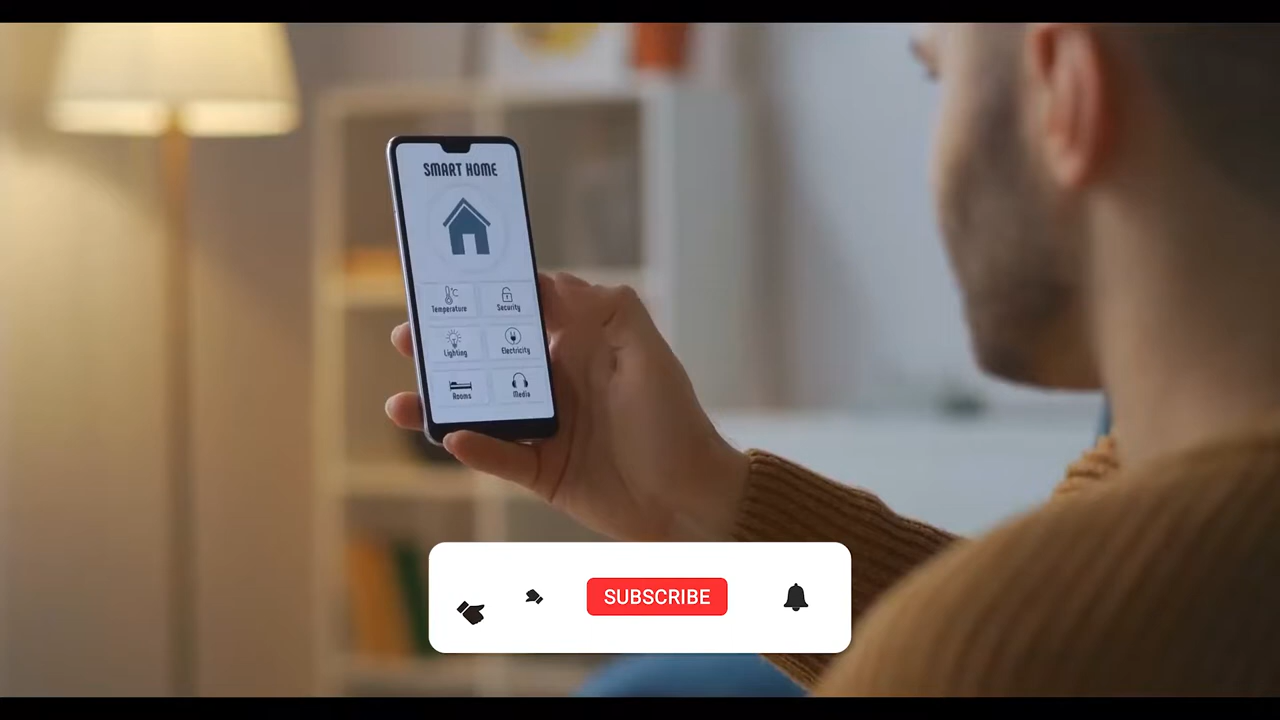 SMART HOME
°C
Temperature
Security
Lighting
Electricity
Rooms
Media
SUBSCRIBE